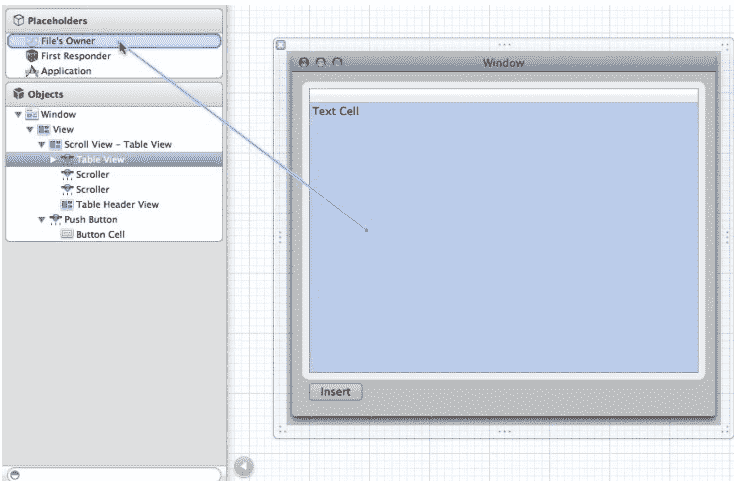 Placeholders
File's Owner
First Responder
Application
Objects
Window
View
Scroll View - Table View
Table View
Scroller
Scroller
Table Header View
Push Button
Button Cell
Window
Text Cell
Insert